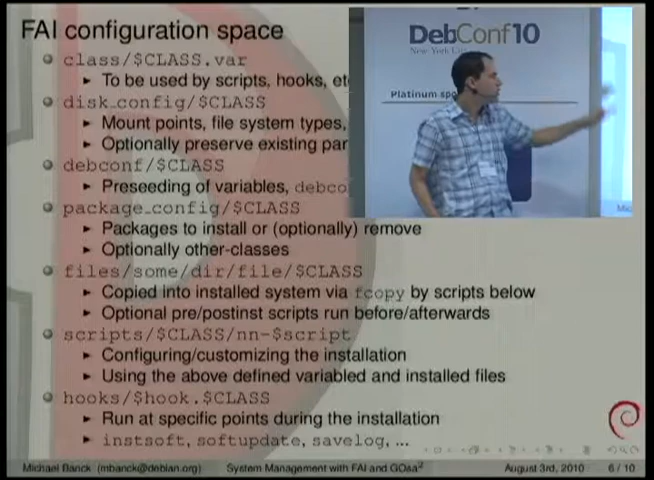 FAI configuration space
class/$CLASS.var
To be used by scripts, hooks, etc
disk_config/$CLASS
Mount points, file system types,
Optionally preserve existing par
debconf/$CLASS
Preseeding of variables, debco
package_config/$CLASS
Packages to install or (optionally) remove
Optionally other-classes
files/some/dir/file/$CLASS
Copied into installed system via fcopy by scripts below
Optional pre/postinst scripts run before/afterwards
scripts/$CLASS/nn-$script
Configuring/customizing the installation
Using the above defined variabled and installed files
hooks/$hook.$CLASS
Run at specific points during the installation
instsoft, softupdate, savelog, ...
DebConf10
New York City
Platinum spo
Mic
Michael Banck (mbanck@debian.org) System Management with FAI and GOsa² August 3rd, 2010 6 / 10